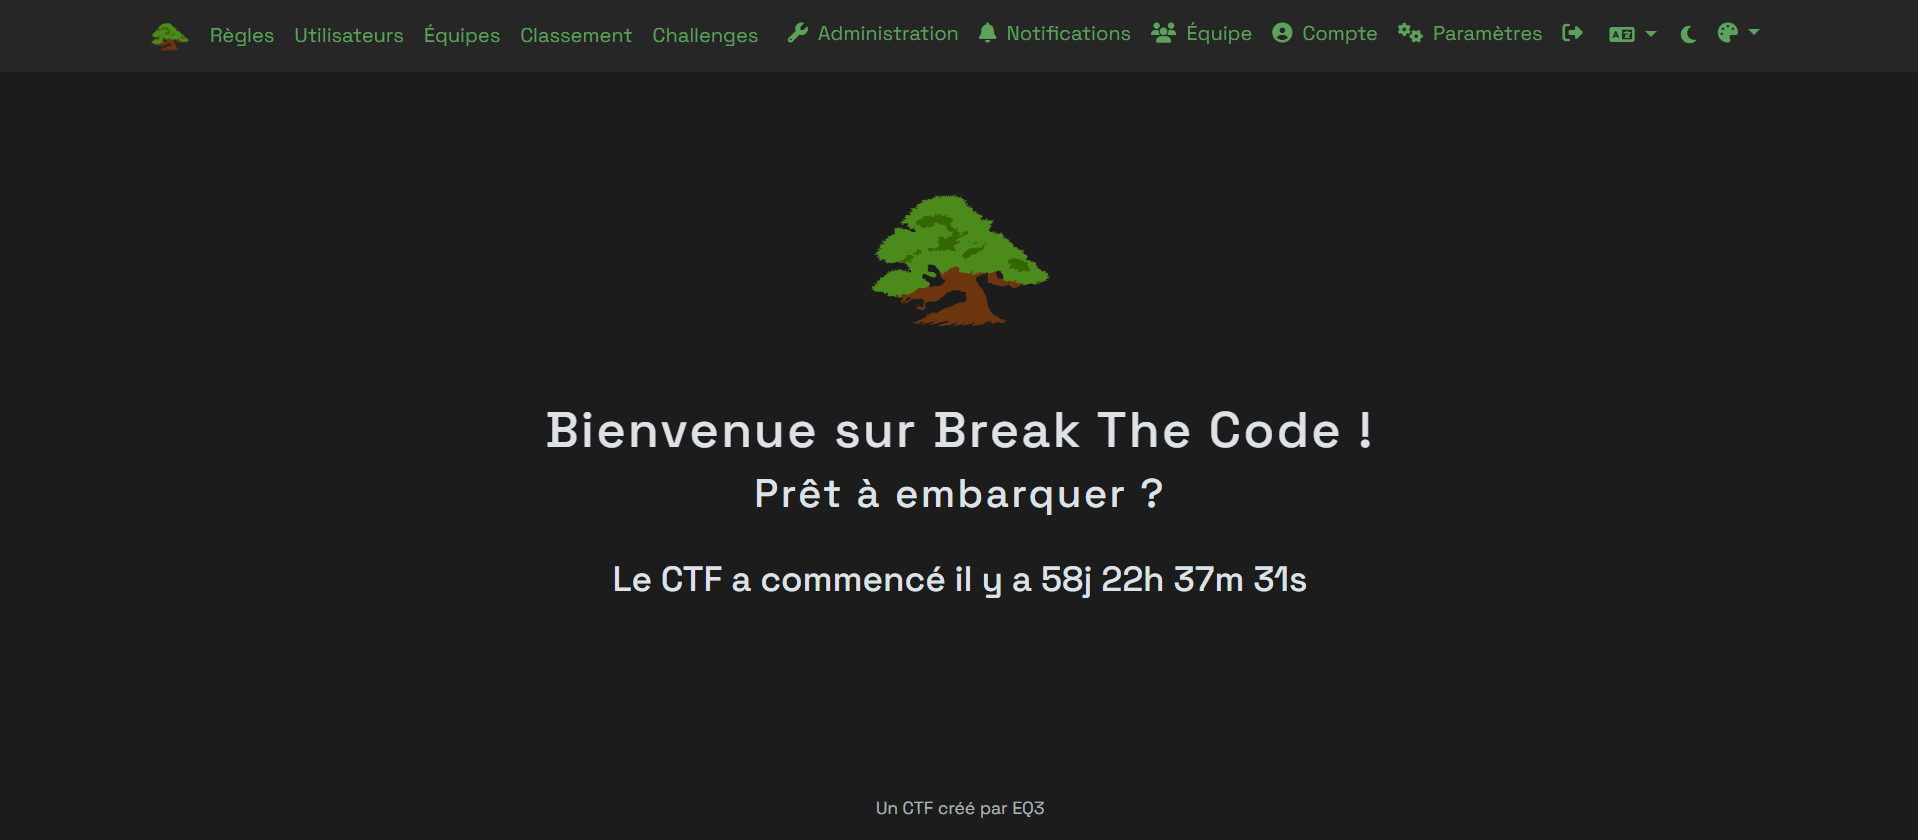 Règles Utilisateurs Équipes Classement Challenges Administration Notifications Équipe Compte Paramètres
Bienvenue sur Break The Code !
Prêt à embarquer ?
Le CTF a commencé il y a 58j 22h 37m 31s
Un CTF créé par EQ3